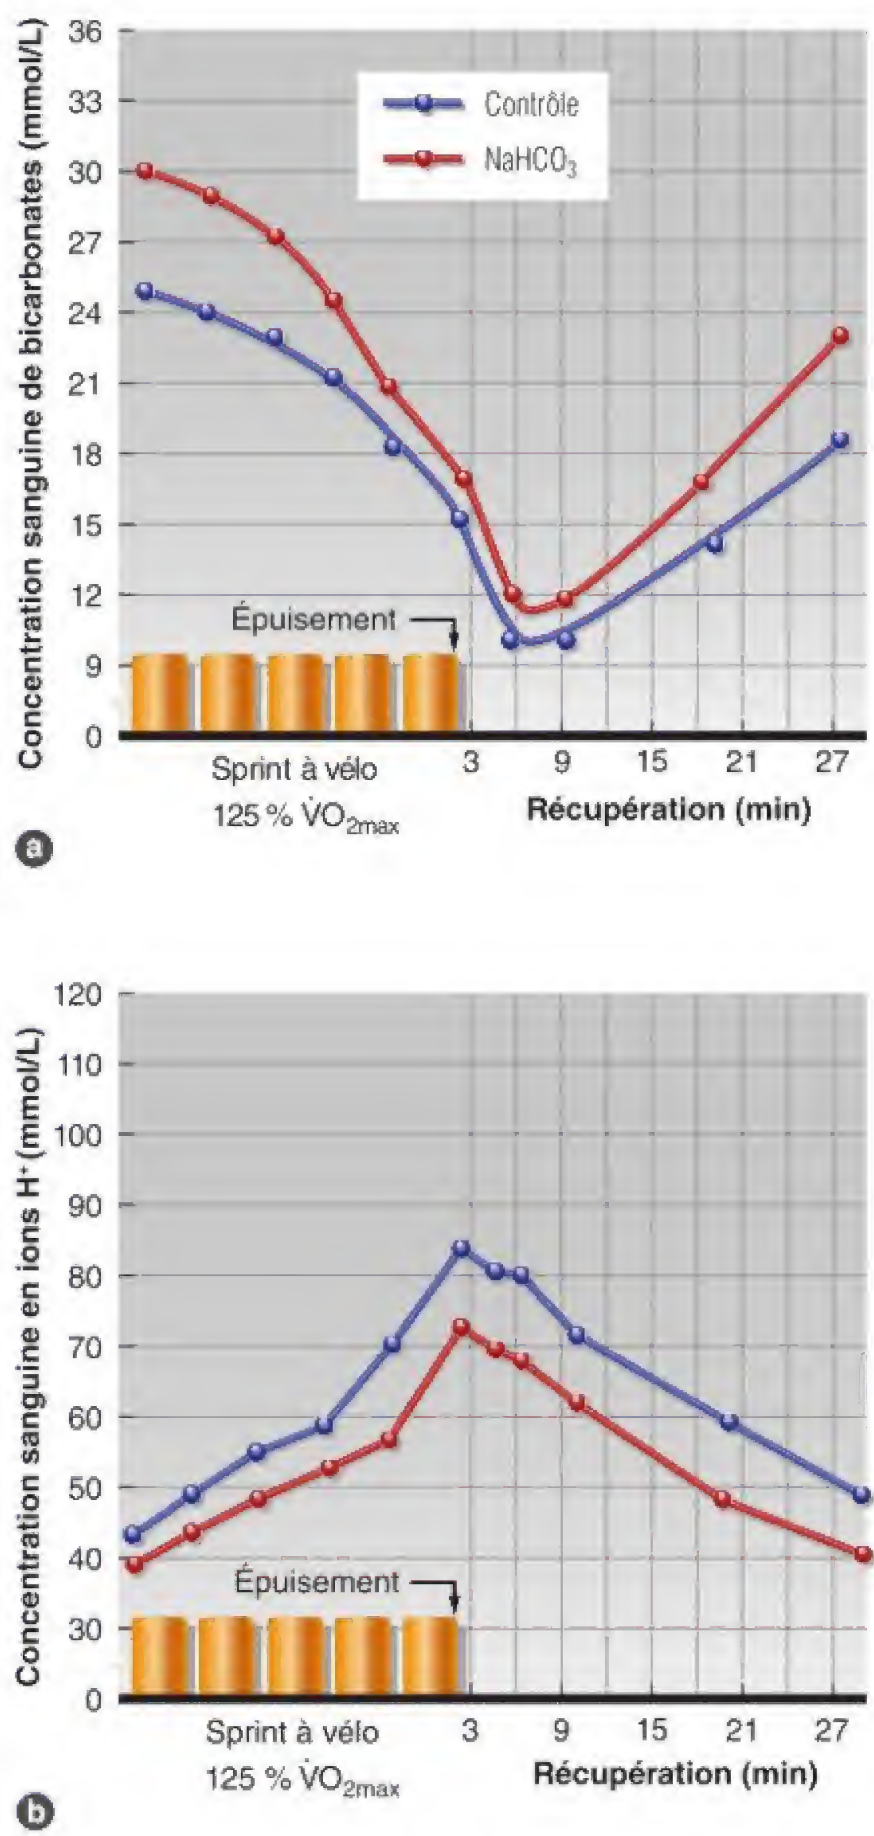 Concentration sanguine de bicarbonates (mmol/L)
36
33
30
27
24
21
18
15
12
9
0
Contrôle
NaHCO₃
Épuisement
3 9 15 21 27
Sprint à vélo
125 % V̇O₂max
Récupération (min)
a
Concentration sanguine en ions H⁺ (mmol/L)
120
110
100
90
80
70
60
50
40
30
0
Épuisement
3 9 15 21 27
Sprint à vélo
125 % V̇O₂max
Récupération (min)
b